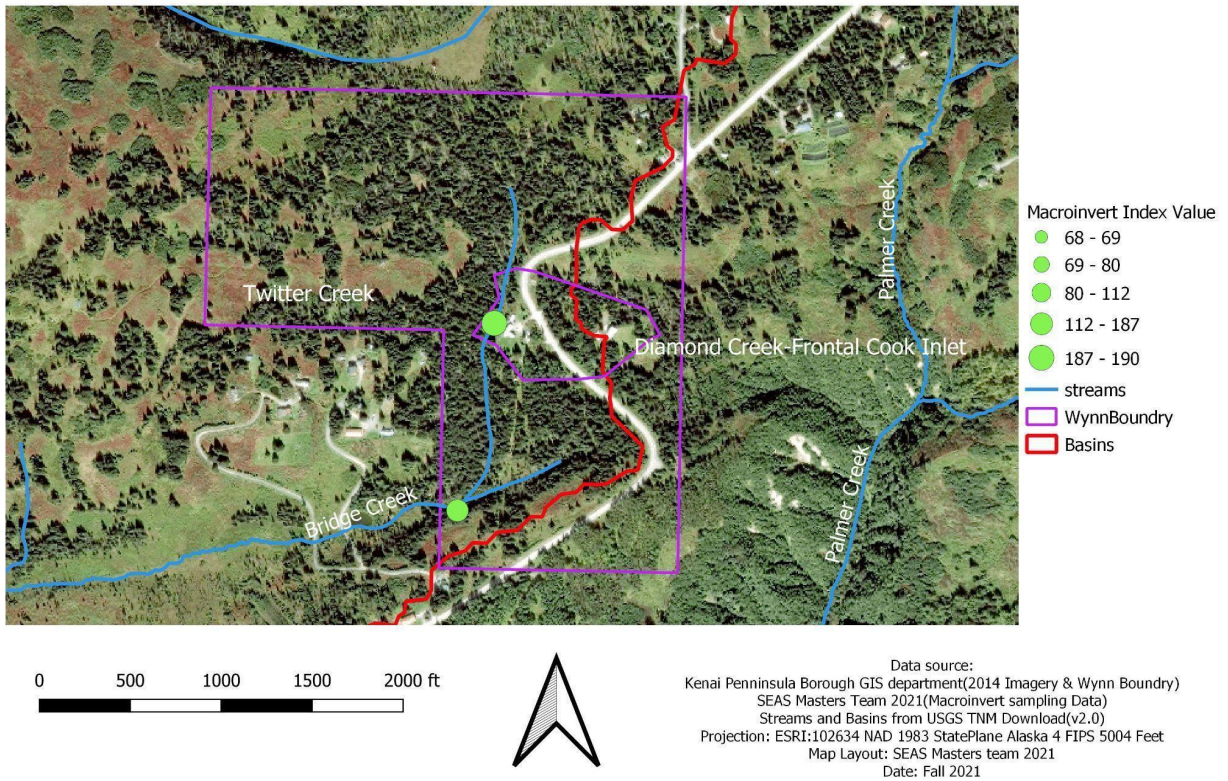 Twitter Creek
Diamond Creek-Frontal Cook Inlet
Bridge Creek
Palmer Creek
Palmer Creek
Macroinvert Index Value
68 - 69
69 - 80
80 - 112
112 - 187
187 - 190
streams
WynnBoundry
Basins
0 500 1000 1500 2000 ft
Data source:
Kenai Penninsula Borough GIS department(2014 Imagery & Wynn Boundry)
SEAS Masters Team 2021(Macroinvert sampling Data)
Streams and Basins from USGS TNM Download(v2.0)
Projection: ESRI:102634 NAD 1983 StatePlane Alaska 4 FIPS 5004 Feet
Map Layout: SEAS Masters team 2021
Date: Fall 2021